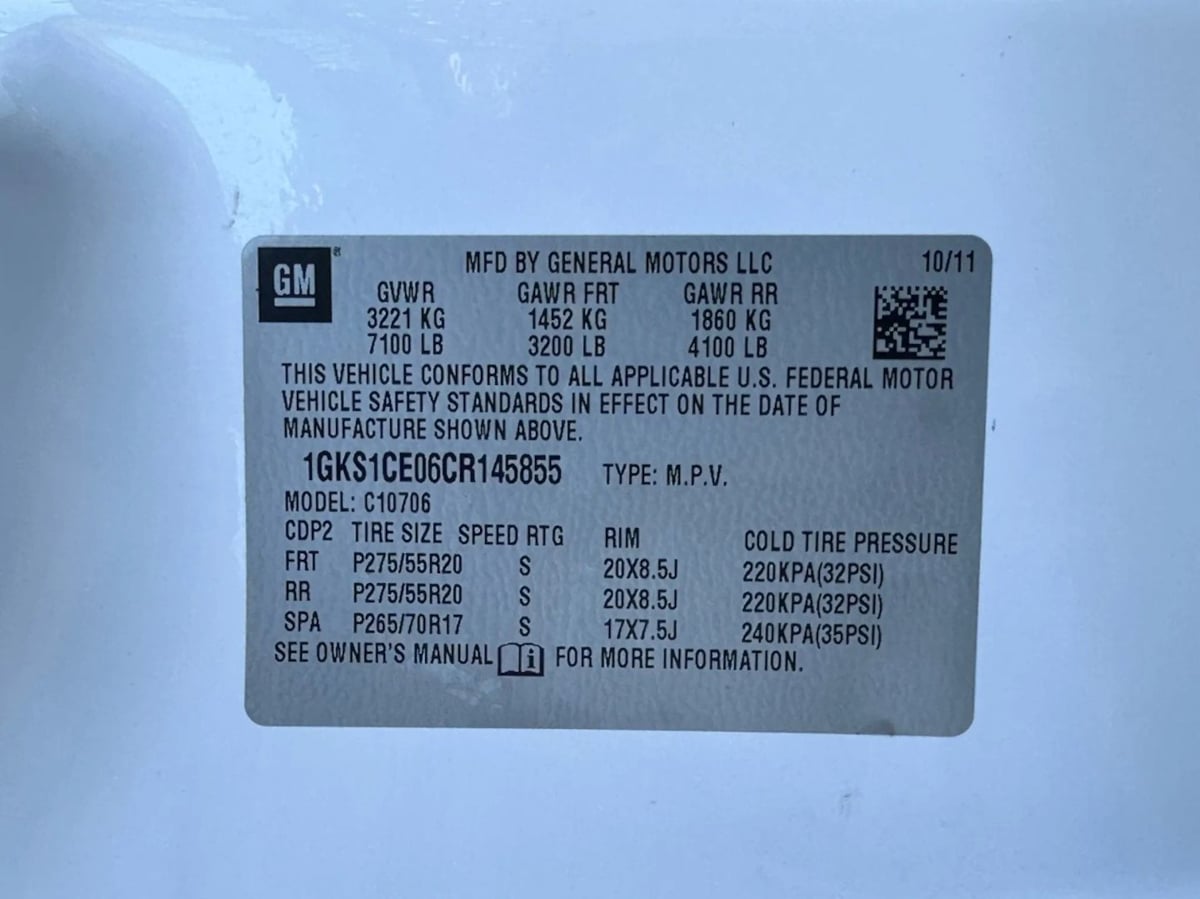 GM® MFD BY GENERAL MOTORS LLC 10/11
GVWR GAWR FRT GAWR RR
3221 KG 1452 KG 1860 KG
7100 LB 3200 LB 4100 LB
THIS VEHICLE CONFORMS TO ALL APPLICABLE U.S. FEDERAL MOTOR
VEHICLE SAFETY STANDARDS IN EFFECT ON THE DATE OF
MANUFACTURE SHOWN ABOVE.
1GKS1CE06CR145855 TYPE: M.P.V.
MODEL: C10706
CDP2 TIRE SIZE SPEED RTG RIM COLD TIRE PRESSURE
FRT P275/55R20 S 20X8.5J 220KPA(32PSI)
RR P275/55R20 S 20X8.5J 220KPA(32PSI)
SPA P265/70R17 S 17X7.5J 240KPA(35PSI)
SEE OWNER'S MANUAL i FOR MORE INFORMATION.